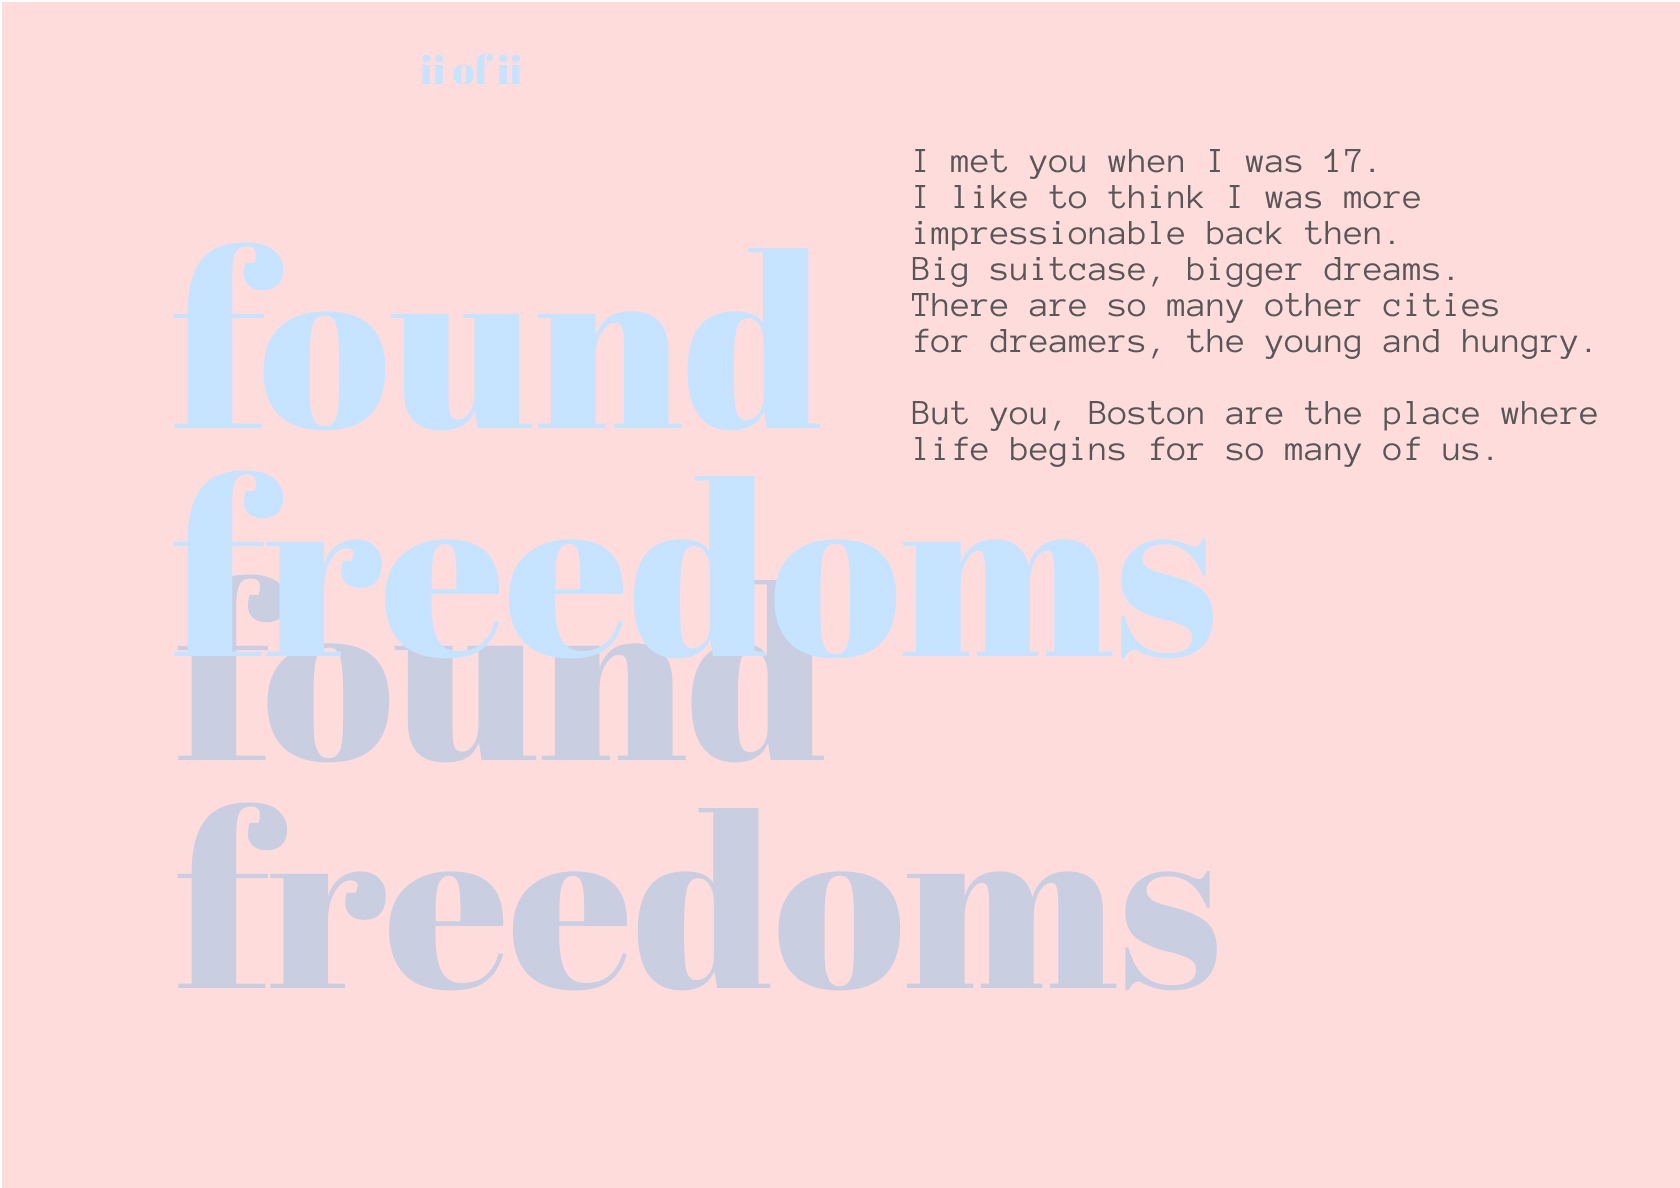 ii of ii
I met you when I was 17.
I like to think I was more
impressionable back then.
Big suitcase, bigger dreams.
There are so many other cities
for dreamers, the young and hungry.
But you, Boston are the place where
life begins for so many of us.
found
freedoms
found
freedoms